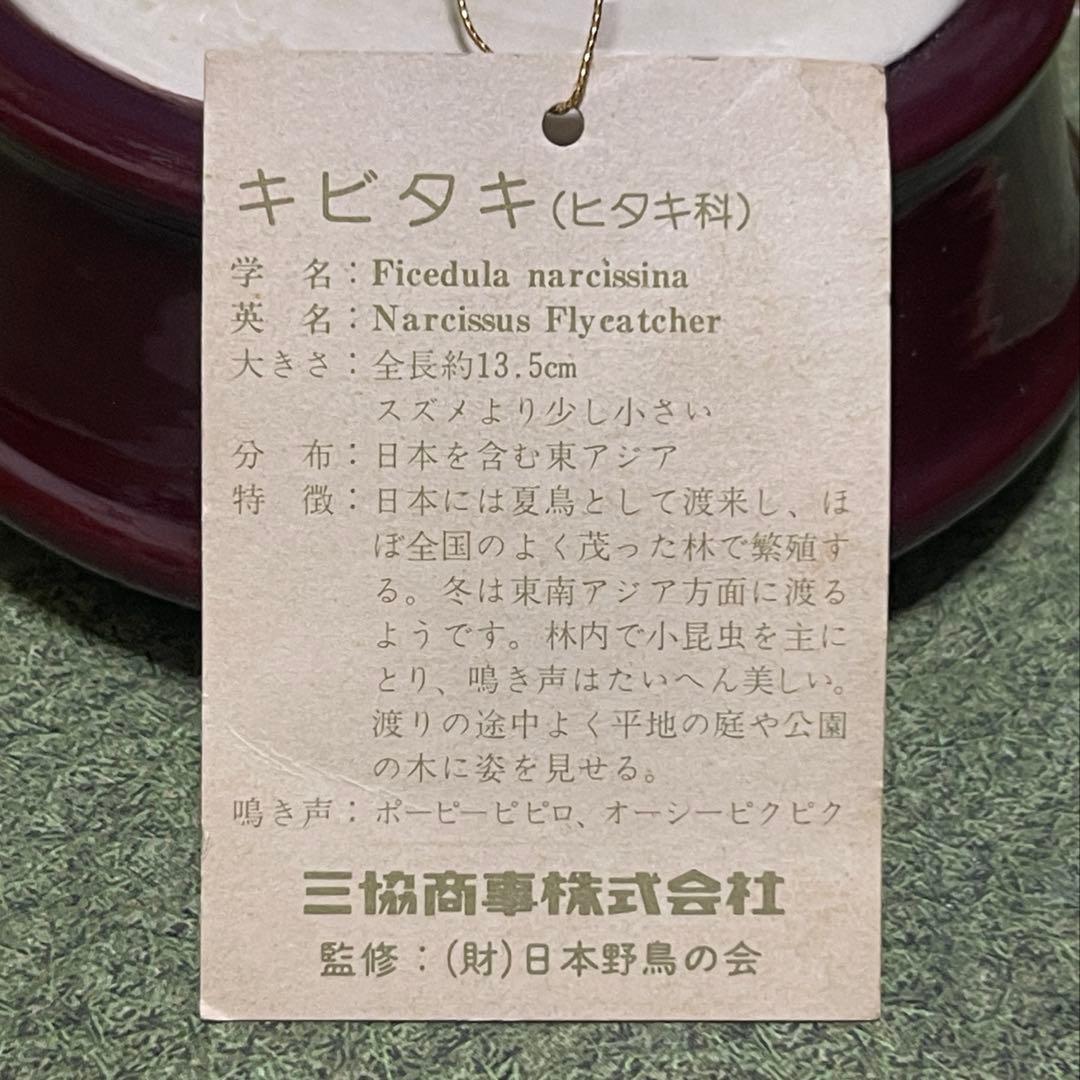 キビタキ(ヒタキ科)
学　名：Ficedula narcissina
英　名：Narcissus Flycatcher
大きさ：全長約13.5cm
スズメより少し小さい
分　布：日本を含む東アジア
特　徴：日本には夏鳥として渡来し、ほ
ぼ全国のよく茂った林で繁殖す
る。冬は東南アジア方面に渡る
ようです。林内で小昆虫を主に
とり、鳴き声はたいへん美しい。
渡りの途中よく平地の庭や公園
の木に姿を見せる。
鳴き声：ポーピーピピロ、オーシーピクピク
三協商事株式会社
監修：(財)日本野鳥の会